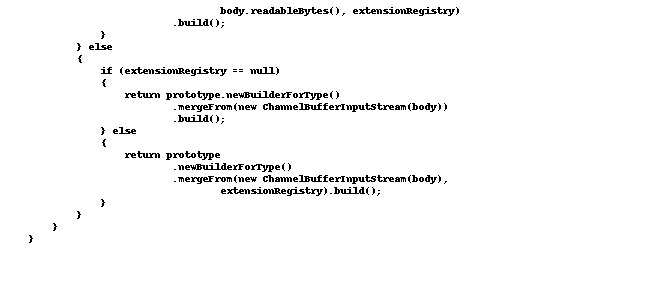 body.readableBytes(), extensionRegistry)
.build();
}
} else
{
if (extensionRegistry == null)
{
return prototype.newBuilderForType()
.mergeFrom(new ChannelBufferInputStream(body))
.build();
} else
{
return prototype
.newBuilderForType()
.mergeFrom(new ChannelBufferInputStream(body),
extensionRegistry).build();
}
}
}
}